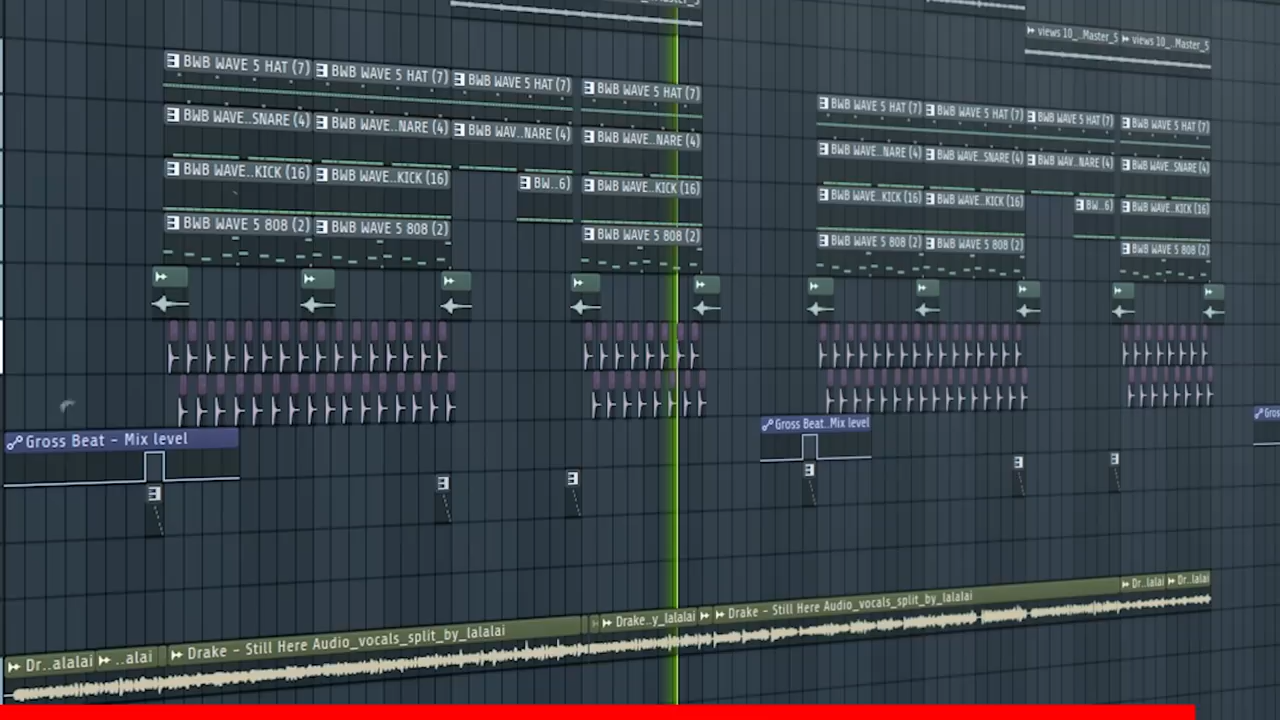 views 10_..Master_5 views 10_..Master_5
BWB WAVE 5 HAT (7) BWB WAVE 5 HAT (7) BWB WAVE 5 HAT (7) BWB WAVE 5 HAT (7) BWB WAVE 5 HAT (7) BWB WAVE 5 HAT (7) BWB WAVE 5 HAT (7) BWB WAVE 5 HAT (7)
BWB WAVE..SNARE (4) BWB WAVE..NARE (4) BWB WAV..NARE (4) BWB WAVE..NARE (4) BWB WAVE..NARE (4) BWB WAVE..SNARE (4) BWB WAV..NARE (4) BWB WAVE..SNARE (4)
BWB WAVE..KICK (16) BWB WAVE..KICK (16) BW..6) BWB WAVE..KICK (16) BWB WAVE..KICK (16) BWB WAVE..KICK (16) BW..6) BWB WAVE..KICK (16)
BWB WAVE 5 808 (2) BWB WAVE 5 808 (2) BWB WAVE 5 808 (2) BWB WAVE 5 808 (2) BWB WAVE 5 808 (2) BWB WAVE 5 808 (2)
Gross Beat - Mix level Gross Beat..Mix level Gros
Dr..alalai ..alai Drake - Still Here Audio_vocals_split_by_lalalai Drake..y_lalalai Drake - Still Here Audio_vocals_split_by_lalalai Dr..lalai Dr..lalai